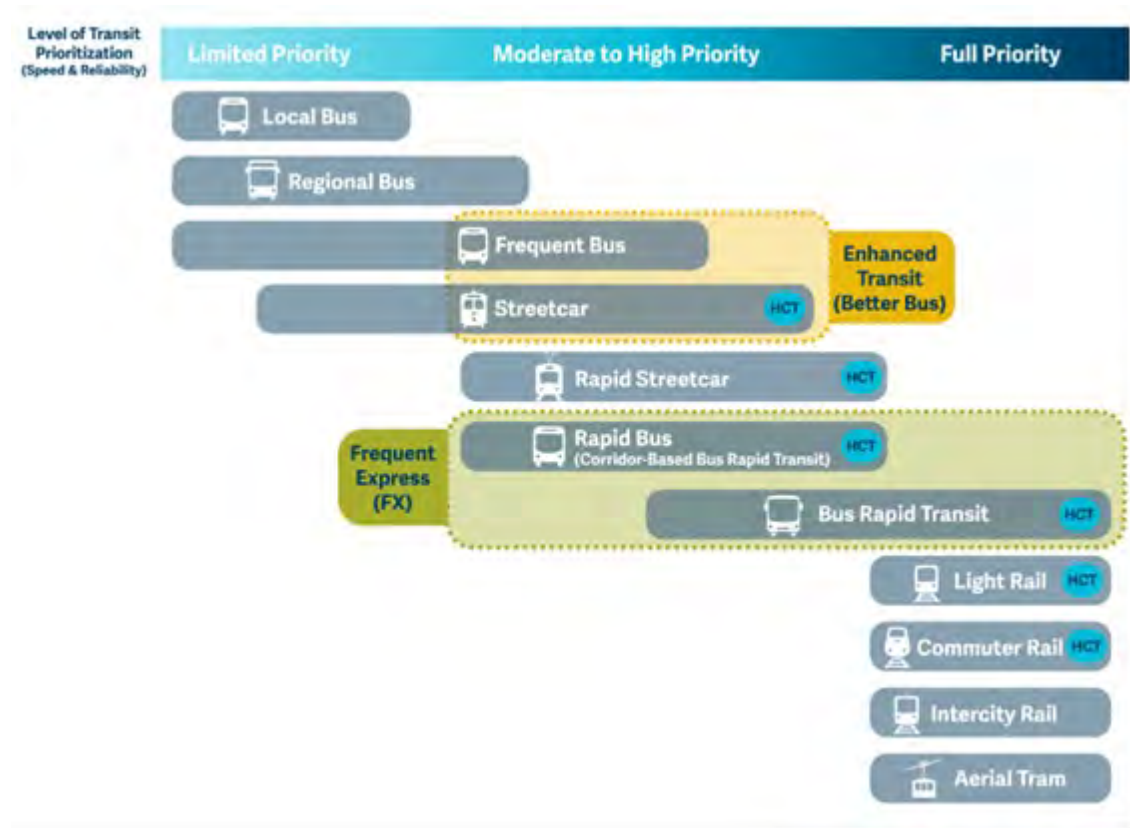 Level of Transit
Prioritization
(Speed & Reliability)
Limited Priority
Moderate to High Priority
Full Priority
Local Bus
Regional Bus
Frequent Bus
Enhanced
Transit
(Better Bus)
Streetcar
HCT
Rapid Streetcar
HCT
Frequent
Express
(FX)
Rapid Bus
(Corridor-Based Bus Rapid Transit)
HCT
Bus Rapid Transit
HCT
Light Rail
HCT
Commuter Rail
HCT
Intercity Rail
Aerial Tram